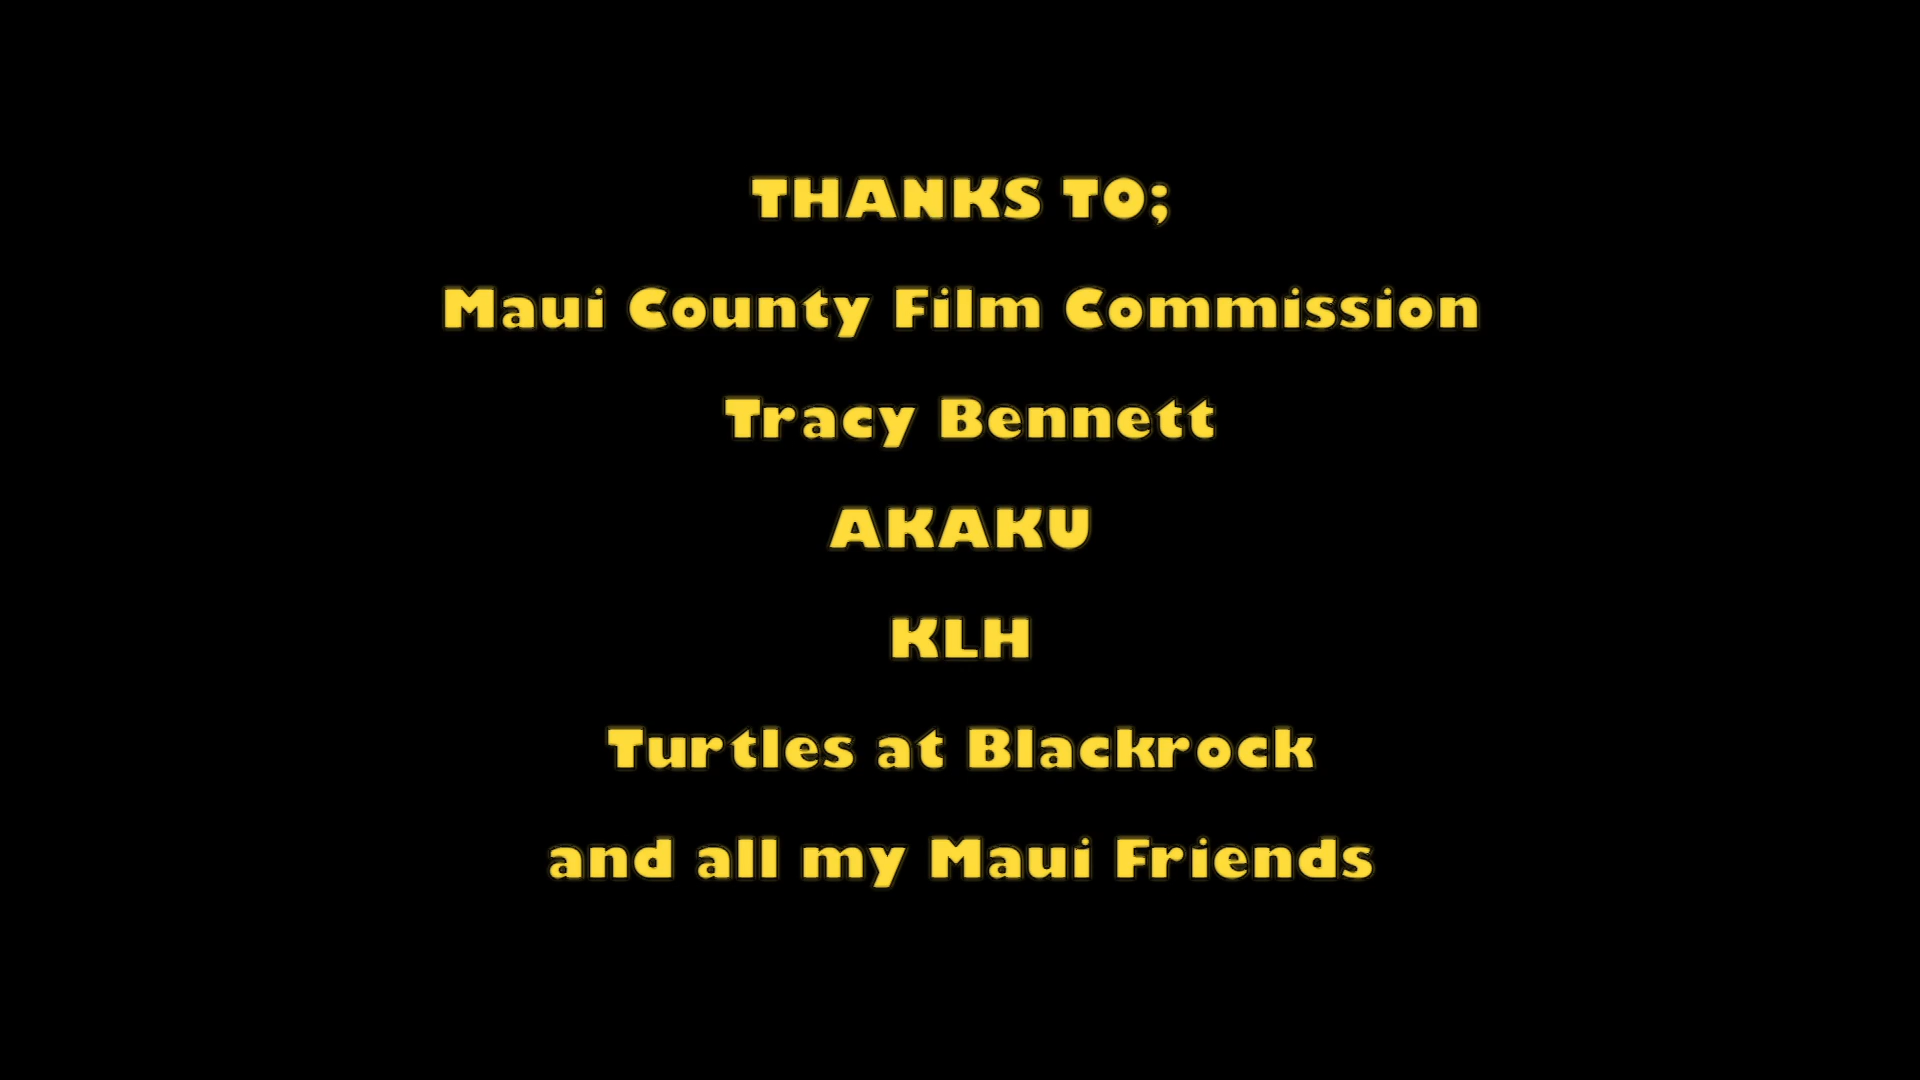 THANKS TO;
Maui County Film Commission
Tracy Bennett
AKAKU
KLH
Turtles at Blackrock
and all my Maui Friends